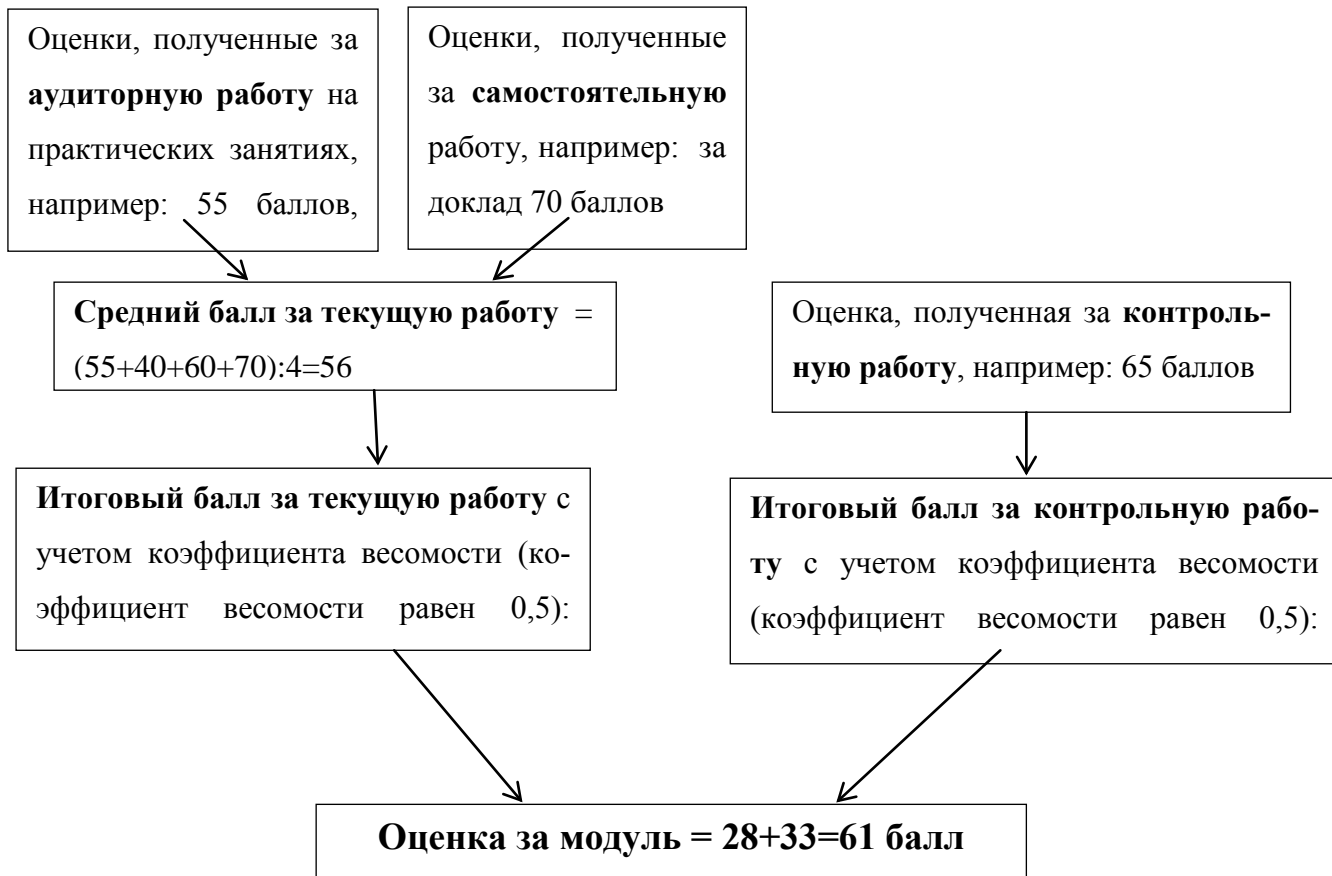 Оценки, полученные за
аудиторную работу на
практических занятиях,
например: 55 баллов,
Оценки, полученные
за самостоятельную
работу, например: за
доклад 70 баллов
Средний балл за текущую работу =
(55+40+60+70):4=56
Оценка, полученная за контроль-
ную работу, например: 65 баллов
Итоговый балл за текущую работу с
учетом коэффициента весомости (ко-
эффициент весомости равен 0,5):
Итоговый балл за контрольную рабо-
ту с учетом коэффициента весомости
(коэффициент весомости равен 0,5):
Оценка за модуль = 28+33=61 балл